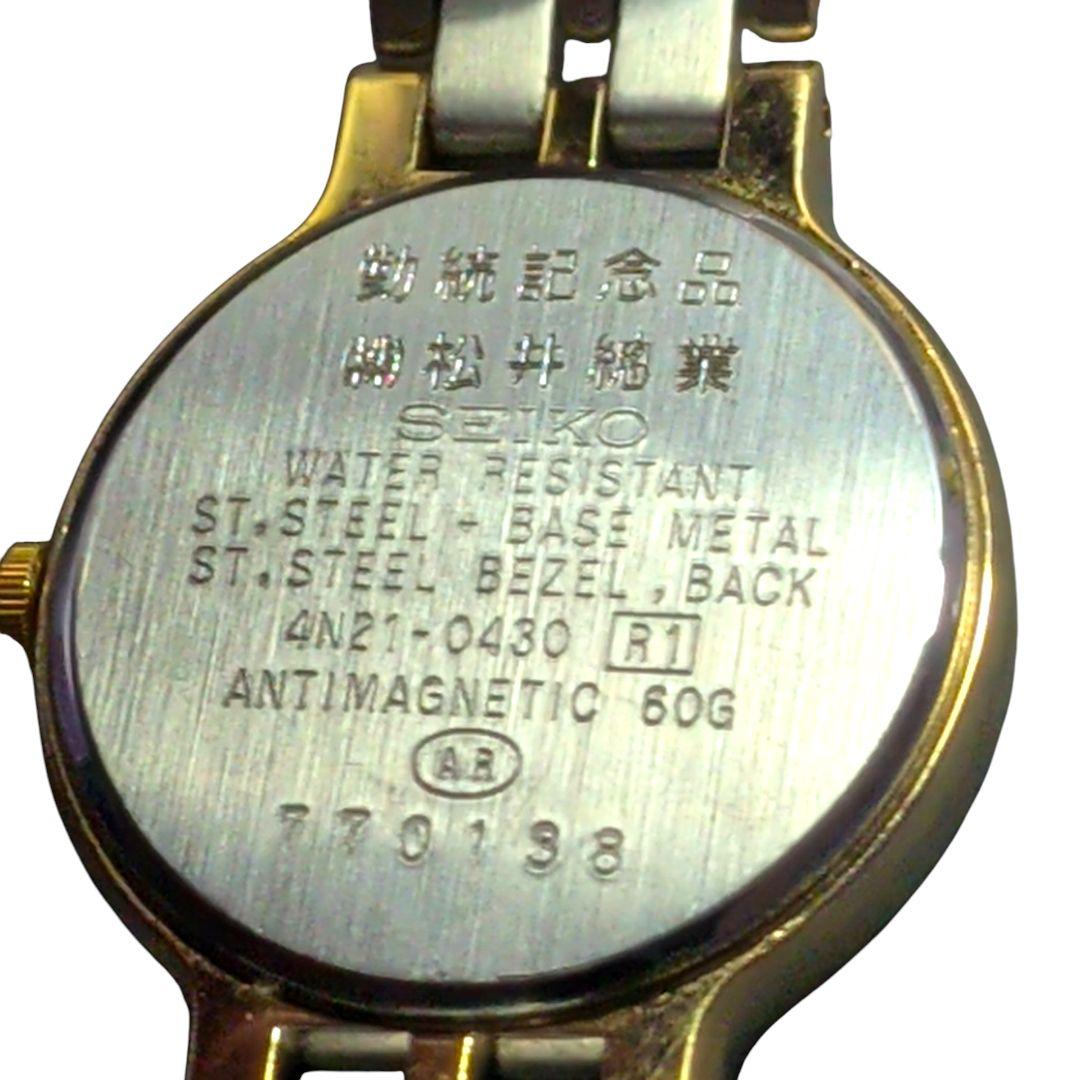 勤続記念品
㈱松井綿業
SEIKO
WATER RESISTANT
ST.STEEL - BASE METAL
ST.STEEL BEZEL, BACK
4N21-0430 R1
ANTIMAGNETIC 60G
A.R
770138